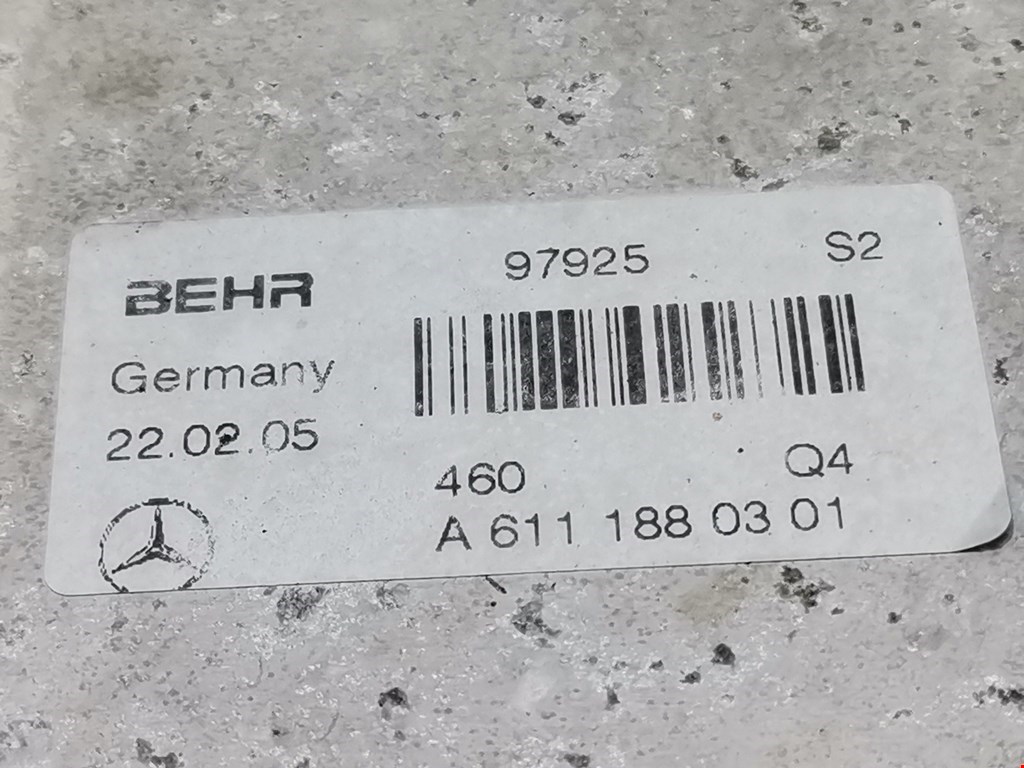 BEHR
97925 S2
Germany
22.02.05
460 Q4
A 611 188 03 01